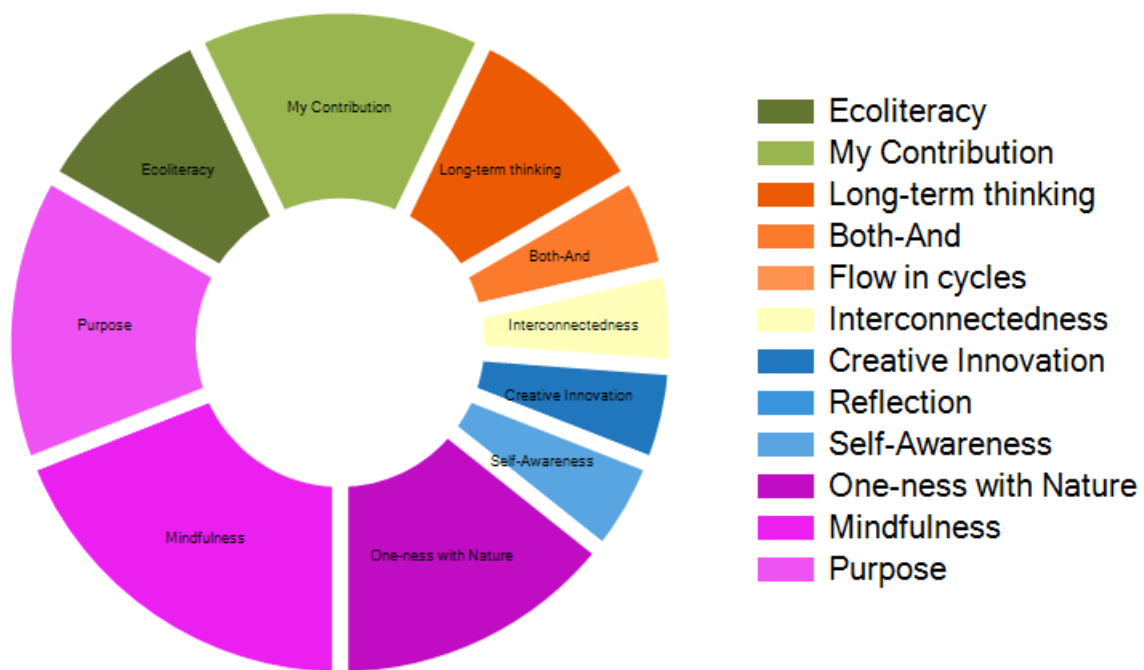 My Contribution
Ecoliteracy
Long-term thinking
Both-And
Purpose
Interconnectedness
Creative Innovation
Self-Awareness
Mindfulness
One-ness with Nature
Ecoliteracy
My Contribution
Long-term thinking
Both-And
Flow in cycles
Interconnectedness
Creative Innovation
Reflection
Self-Awareness
One-ness with Nature
Mindfulness
Purpose